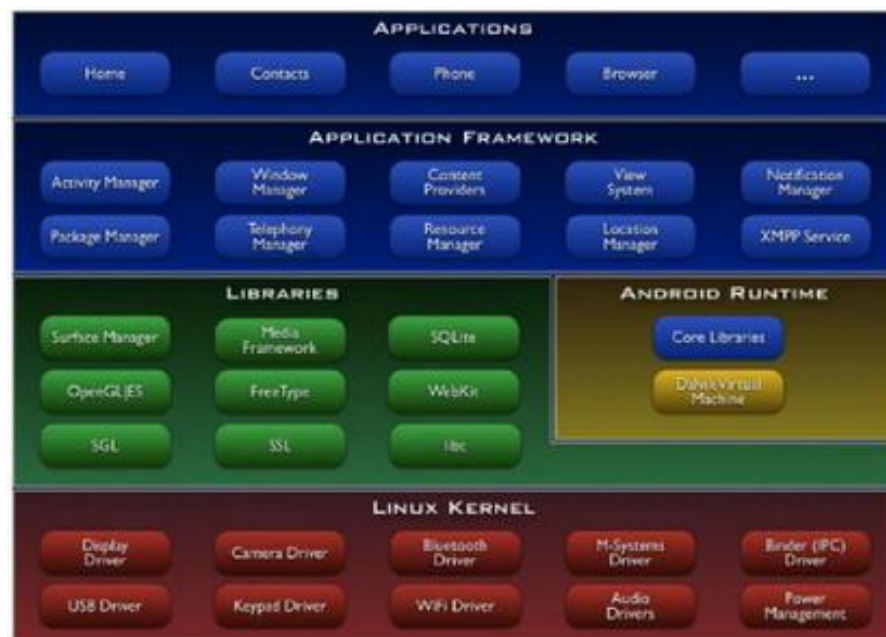 APPLICATIONS
Home
Contacts
Phone
Browser
...
APPLICATION FRAMEWORK
Activity Manager
Window
Manager
Content
Providers
View
System
Notification
Manager
Package Manager
Telephony
Manager
Resource
Manager
Location
Manager
XMPP Service
LIBRARIES
Surface Manager
Media
Framework
SQLite
OpenGL|ES
FreeType
WebKit
SGL
SSL
libc
ANDROID RUNTIME
Core Libraries
Dalvik Virtual
Machine
LINUX KERNEL
Display
Driver
Camera Driver
Bluetooth
Driver
M-Systems
Driver
Binder (IPC)
Driver
USB Driver
Keypad Driver
WiFi Driver
Audio
Drivers
Power
Management